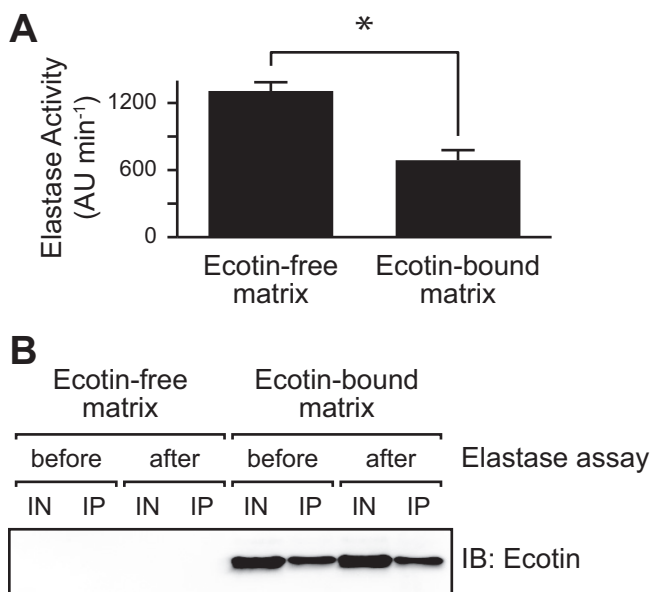 A
*
Elastase Activity
(AU min-1)
1200
600
0
Ecotin-free
matrix
Ecotin-bound
matrix
B
Ecotin-free
matrix
Ecotin-bound
matrix
before after before after Elastase assay
IN IP IN IP IN IP IN IP
IB: Ecotin